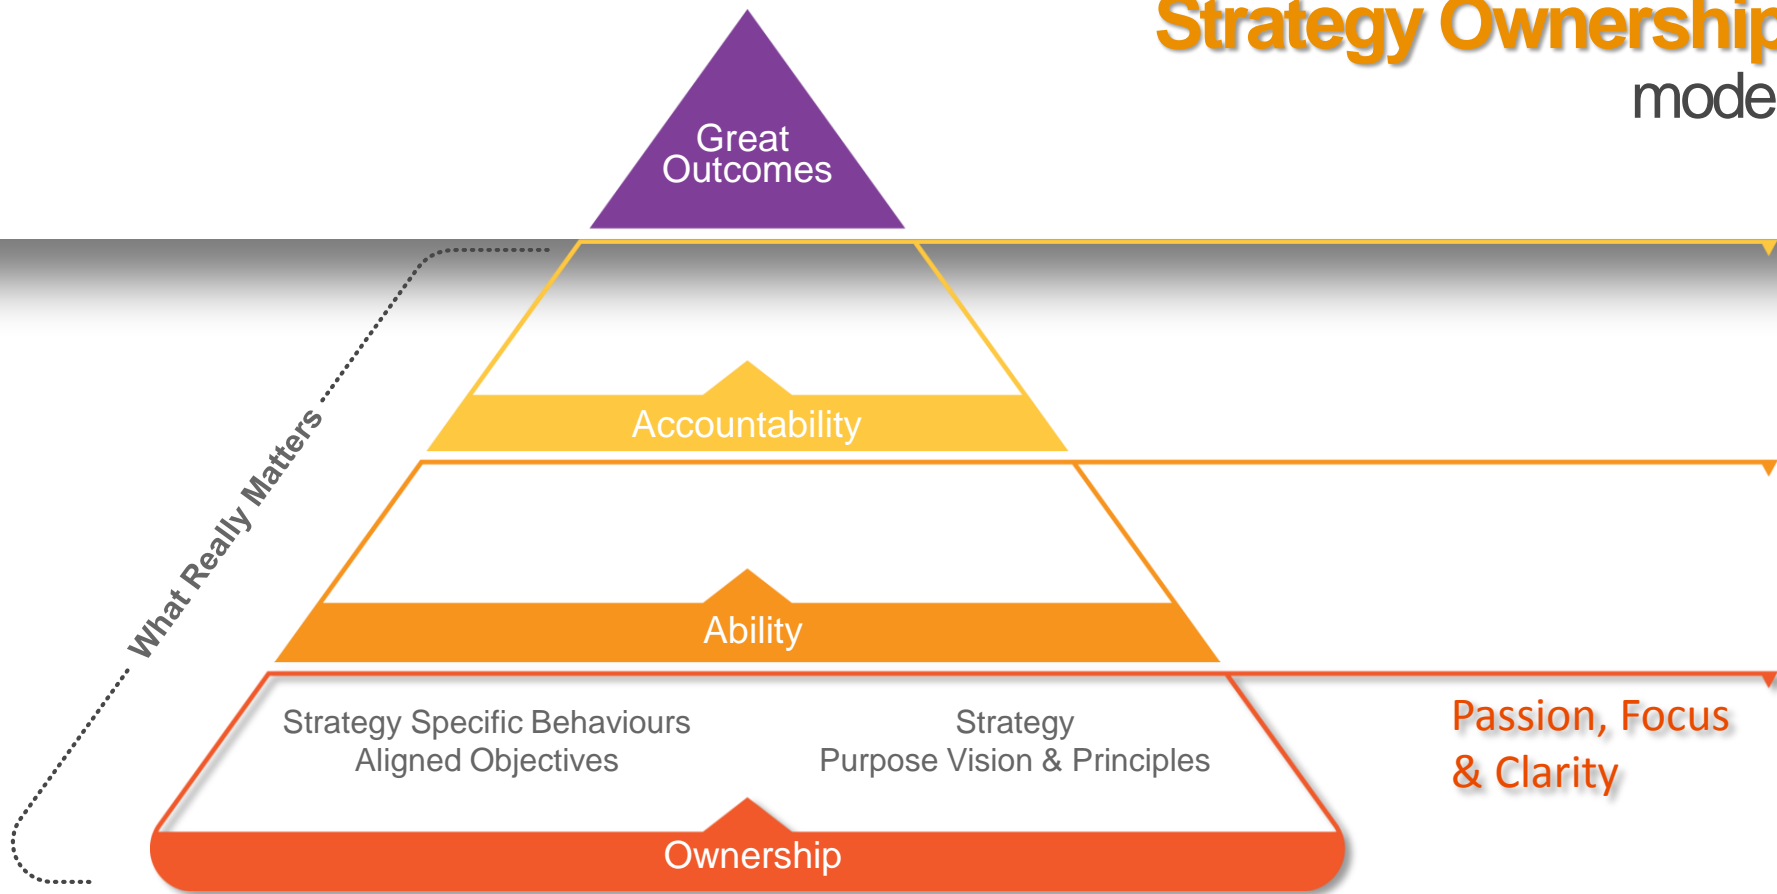 Strategy Ownership
mode
Great
Outcomes
Accountability
What Really Matters
Ability
Strategy Specific Behaviours
Aligned Objectives
Strategy
Purpose Vision & Principles
Passion, Focus
& Clarity
Ownership